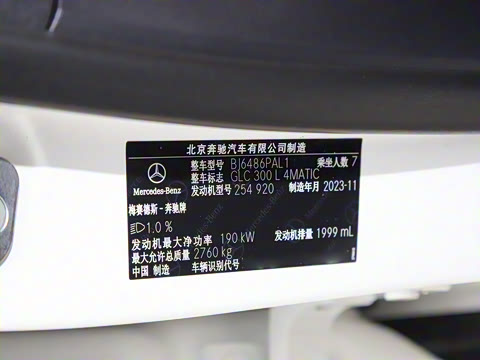 北京奔驰汽车有限公司制造
整车型号 BJ6486PAL1 乘坐人数 7
整车标志 GLC 300 L 4MATIC
Mercedes-Benz 发动机型号 254 920 制造年月 2023-11
梅赛德斯-奔驰牌
1.0 %
发动机最大净功率 190 kW 发动机排量 1999 mL
最大允许总质量 2760 kg
中国 制造 车辆识别代号